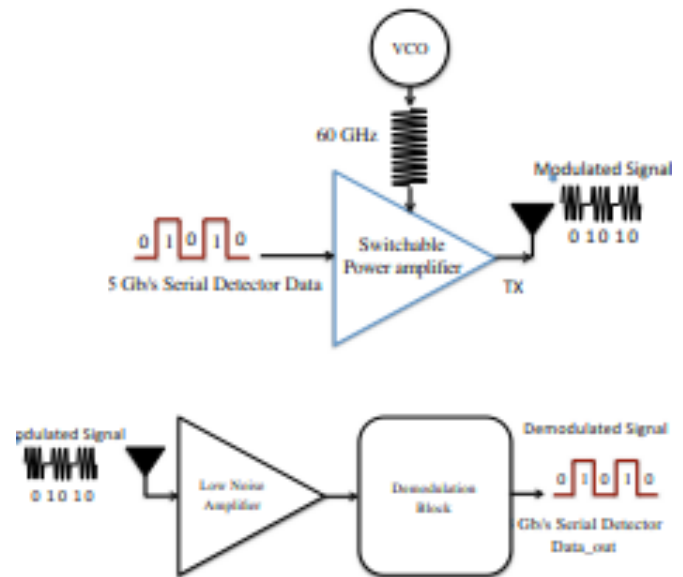 VCO
60 GHz
Modulated Signal
0 1 0 1 0
0 10 10
Switchable
Power amplifier
5 Gb/s Serial Detector Data
TX
odulated Signal
0 10 10
Low Noise
Amplifier
Demodulation
Block
Demodulated Signal
0 1 0 1 0
Gb/s Serial Detector
Data_out